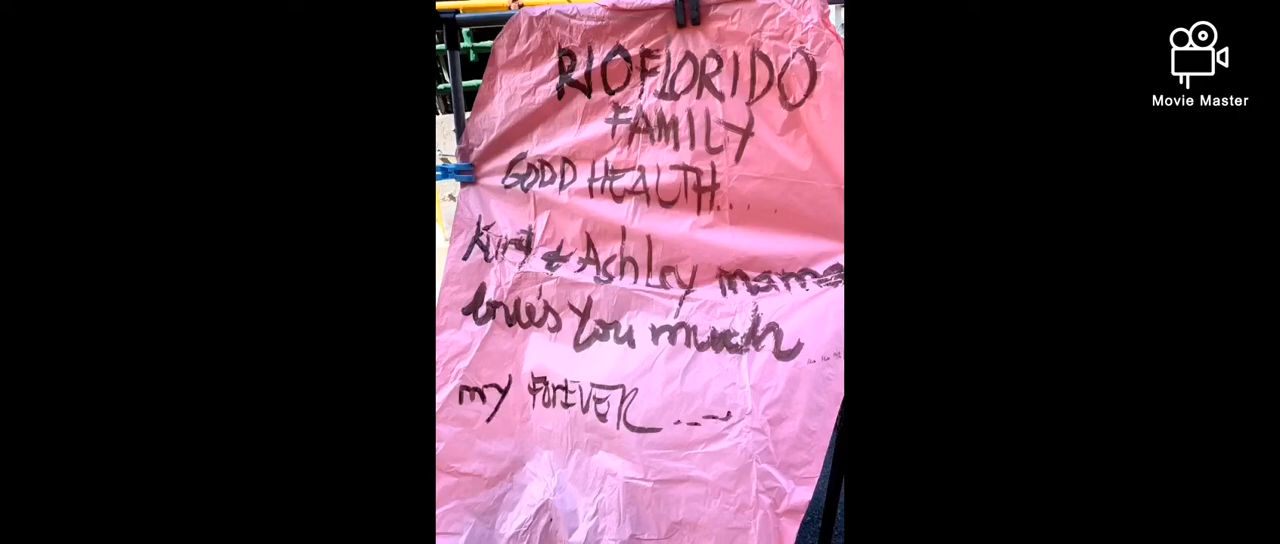 RIOFLORIDO
FAMILY
GOOD HEALTH....
Kurt & Ashley mama
love's You much
my FOREVER ....
Movie Master